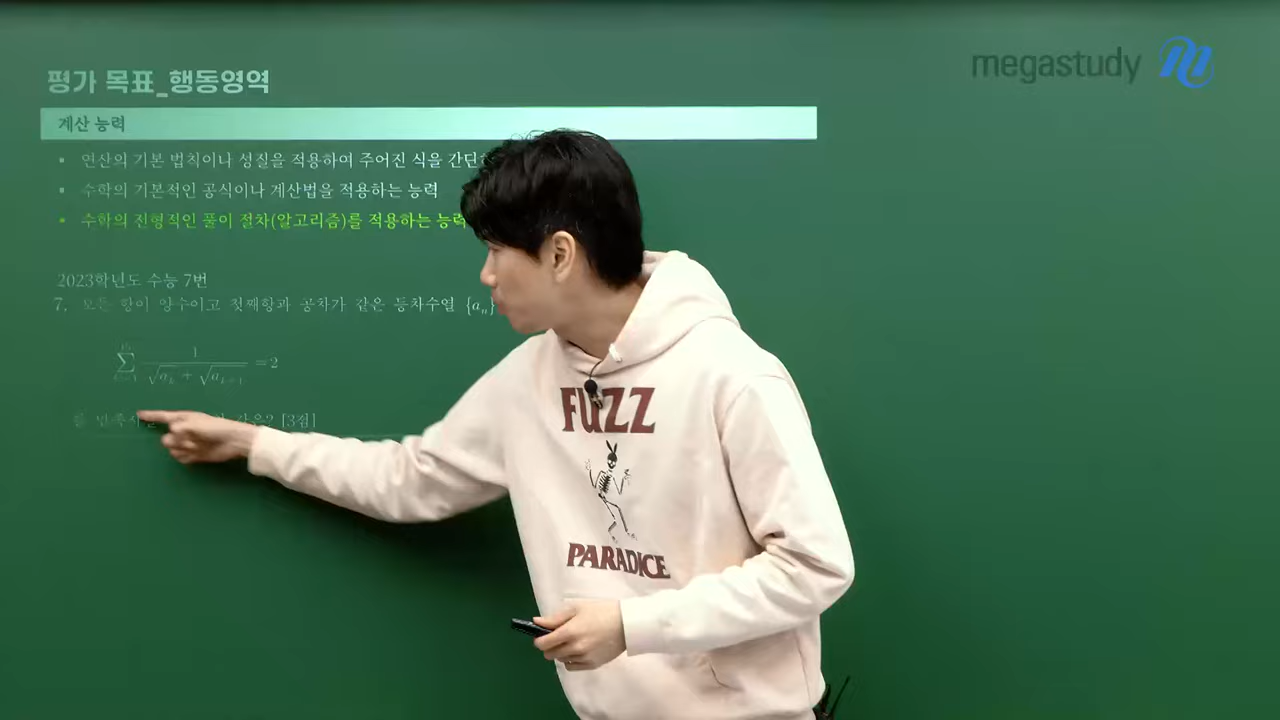 megastudy
평가 목표_행동영역
계산 능력
▪ 연산의 기본 법칙이나 성질을 적용하여 주어진 식을 간단
▪ 수학의 기본적인 공식이나 계산법을 적용하는 능력
▪ 수학의 전형적인 풀이 절차(알고리즘)를 적용하는 능력
2023학년도 수능 7번
7. 모든 항이 양수이고 첫째항과 공차가 같은 등차수열 {aₙ}
∑ 1/(√aₖ + √aₖ₊₁) = 2
를 [3점]
FUZZ
PARADICE